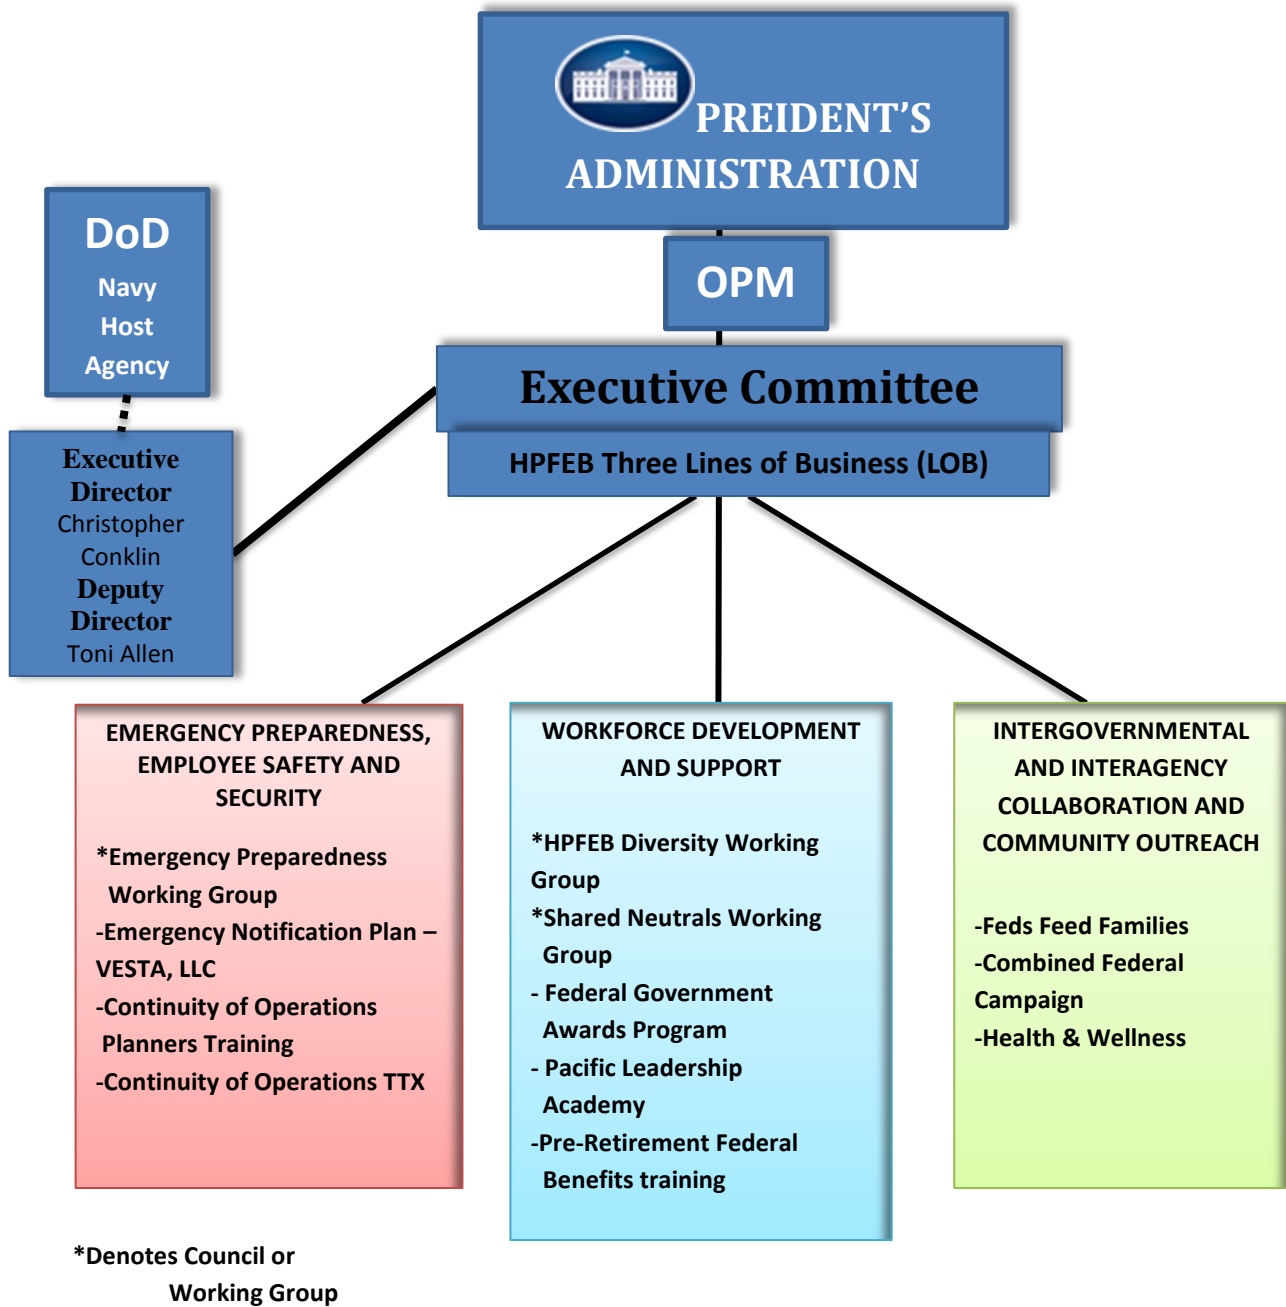 PREIDENT’S
ADMINISTRATION
DoD
Navy
Host
Agency
OPM
Executive Committee
HPFEB Three Lines of Business (LOB)
Executive
Director
Christopher
Conklin
Deputy
Director
Toni Allen
EMERGENCY PREPAREDNESS,
EMPLOYEE SAFETY AND
SECURITY
*Emergency Preparedness
Working Group
-Emergency Notification Plan –
VESTA, LLC
-Continuity of Operations
Planners Training
-Continuity of Operations TTX
WORKFORCE DEVELOPMENT
AND SUPPORT
*HPFEB Diversity Working
Group
*Shared Neutrals Working
Group
- Federal Government
Awards Program
- Pacific Leadership
Academy
-Pre-Retirement Federal
Benefits training
INTERGOVERNMENTAL
AND INTERAGENCY
COLLABORATION AND
COMMUNITY OUTREACH
-Feds Feed Families
-Combined Federal
Campaign
-Health & Wellness
*Denotes Council or
Working Group